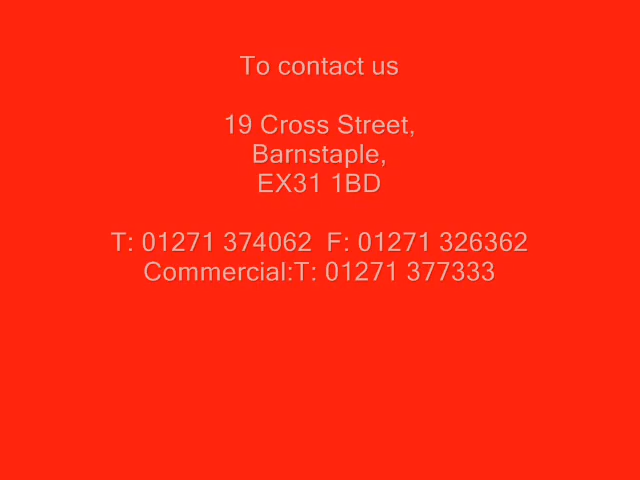 To contact us
19 Cross Street,
Barnstaple,
EX31 1BD
T: 01271 374062  F: 01271 326362
Commercial:T: 01271 377333